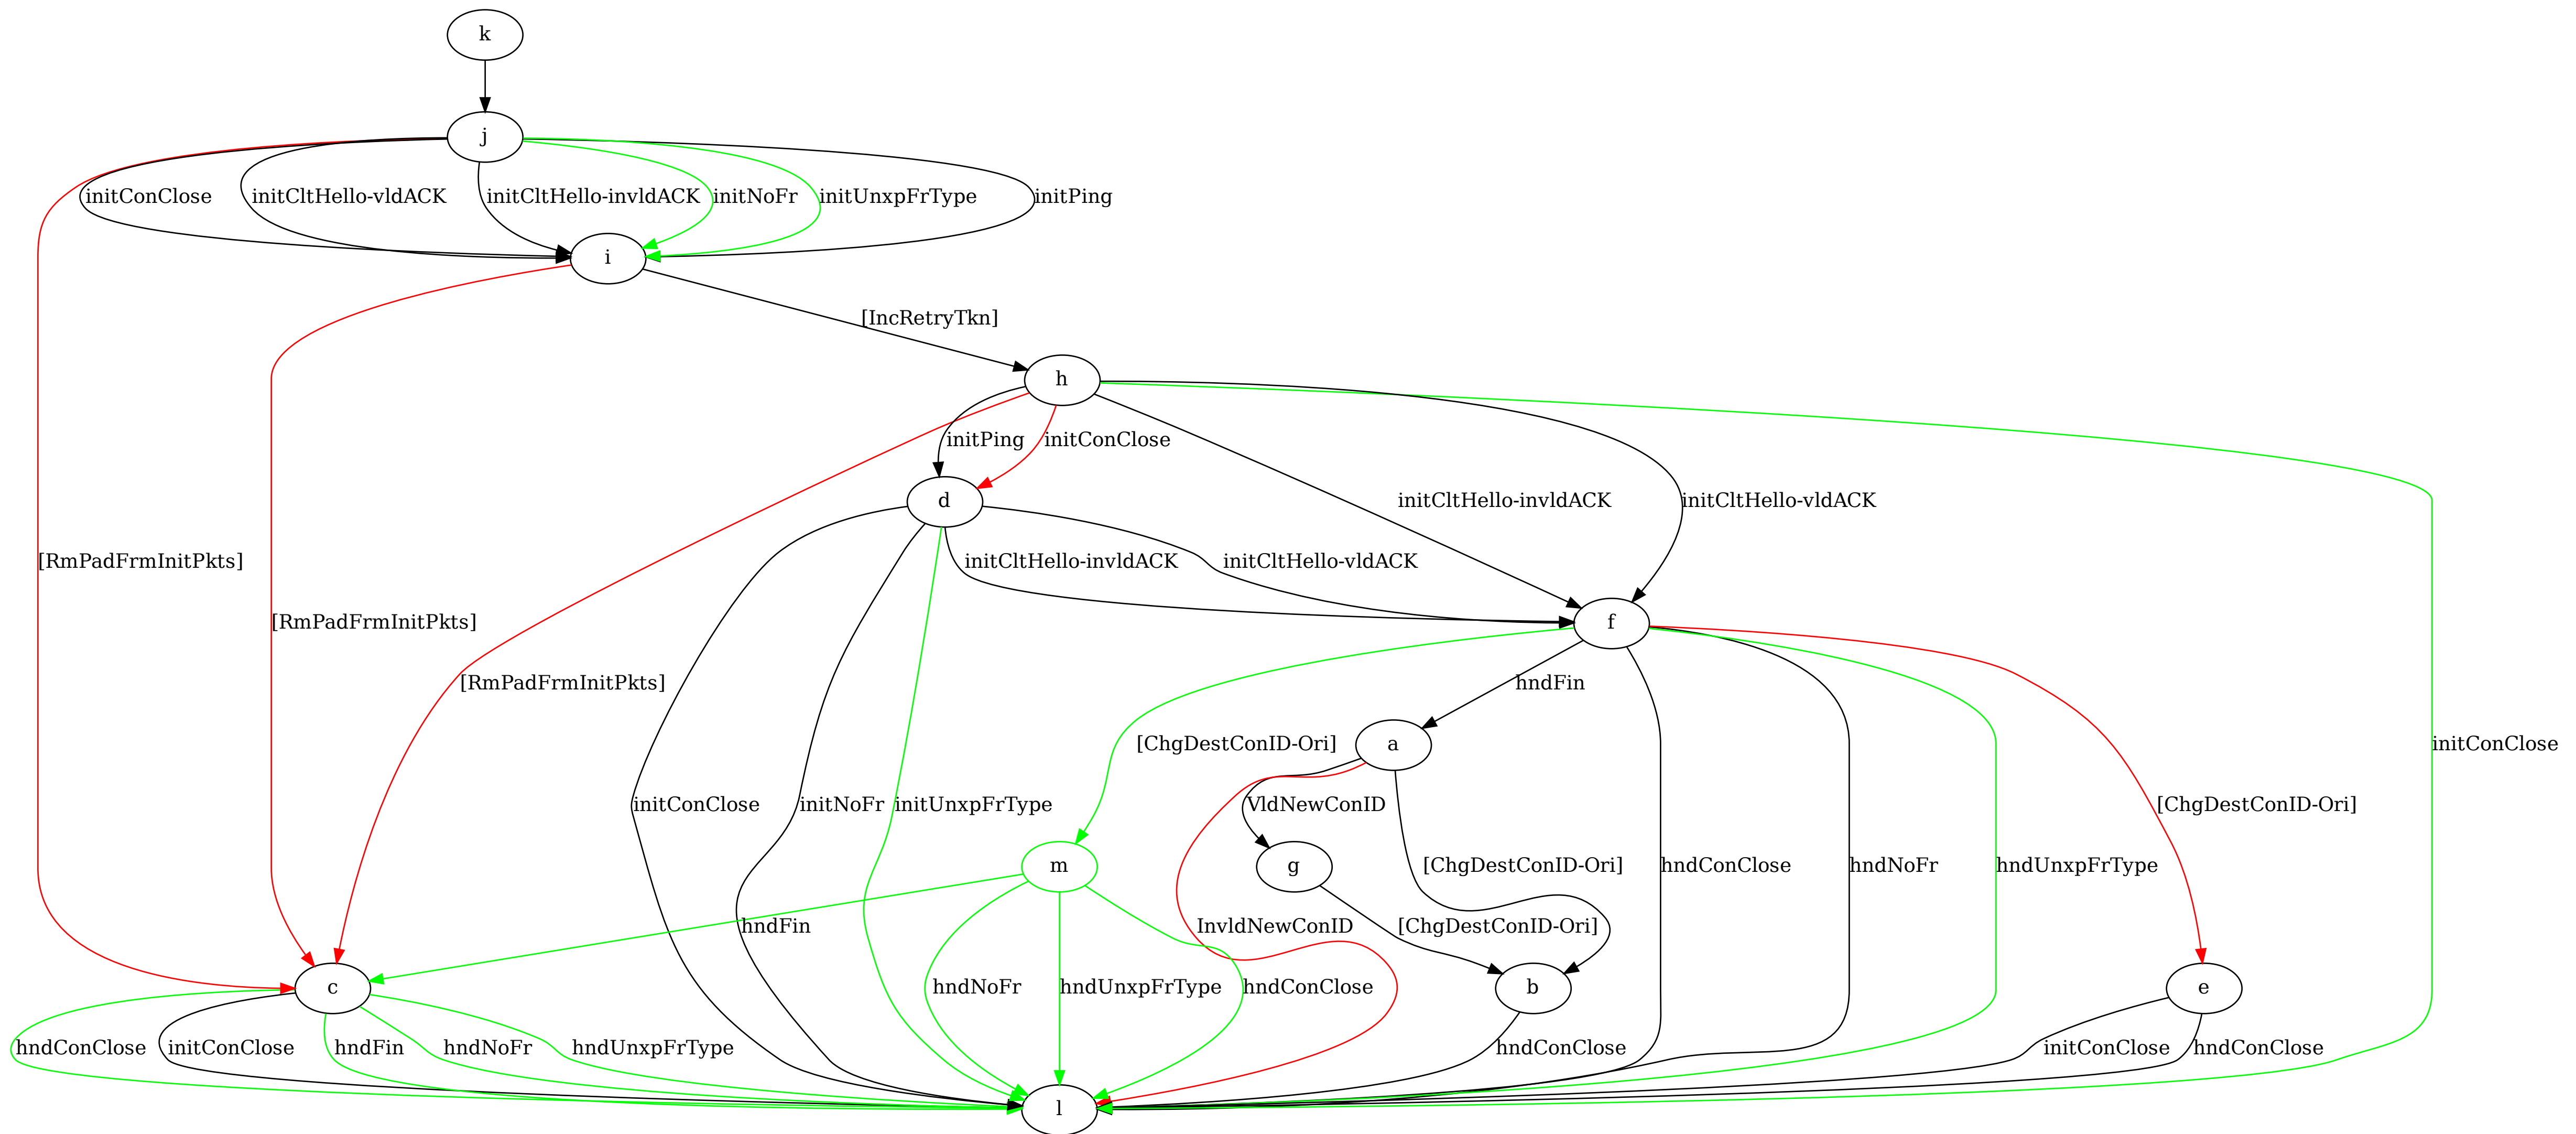 k
j
initConClose
initCltHello-vldACK
initCltHello-invldACK
initNoFr
initUnxpFrType
initPing
i
[IncRetryTkn]
h
initPing
initConClose
d
initCltHello-invldACK
initCltHello-vldACK
[RmPadFrmInitPkts]
initCltHello-invldACK
initCltHello-vldACK
[RmPadFrmInitPkts]
f
[RmPadFrmInitPkts]
hndFin
[ChgDestConID-Ori]
a
initConClose
initConClose
initNoFr
initUnxpFrType
VldNewConID
[ChgDestConID-Ori]
m
g
[ChgDestConID-Ori]
hndConClose
hndNoFr
hndUnxpFrType
hndFin
InvldNewConID
[ChgDestConID-Ori]
c
hndNoFr
hndUnxpFrType
hndConClose
b
e
hndConClose
initConClose
hndFin
hndNoFr
hndUnxpFrType
hndConClose
initConClose
hndConClose
l